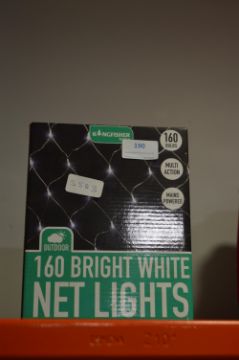 KINGFISHER
160
BULBS
MULTI
ACTION
MAINS
POWERED
OUTDOOR
160 BRIGHT WHITE
NET LIGHTS